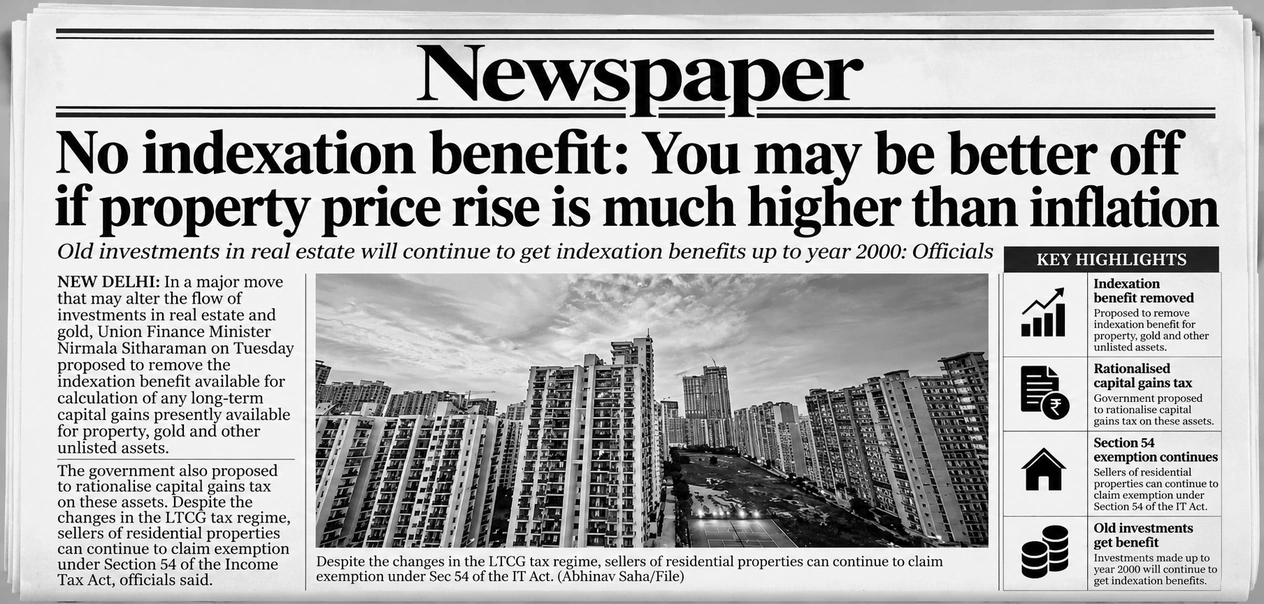 Newspaper
No indexation benefit: You may be better off
if property price rise is much higher than inflation
Old investments in real estate will continue to get indexation benefits up to year 2000: Officials
NEW DELHI: In a major move
that may alter the flow of
investments in real estate and
gold, Union Finance Minister
Nirmala Sitharaman on Tuesday
proposed to remove the
indexation benefit available for
calculation of any long-term
capital gains presently available
for property, gold and other
unlisted assets.
The government also proposed
to rationalise capital gains tax
on these assets. Despite the
changes in the LTCG tax regime,
sellers of residential properties
can continue to claim exemption
under Section 54 of the Income
Tax Act, officials said.
Despite the changes in the LTCG tax regime, sellers of residential properties can continue to claim
exemption under Sec 54 of the IT Act. (Abhinav Saha/File)
KEY HIGHLIGHTS
Indexation
benefit removed
Proposed to remove
indexation benefit for
property, gold and other
unlisted assets.
₹
Rationalised
capital gains tax
Government proposed
to rationalise capital
gains tax on these assets.
Section 54
exemption continues
Sellers of residential
properties can continue to
claim exemption under
Section 54 of the IT Act.
Old investments
get benefit
Investments made up to
year 2000 will continue to
get indexation benefits.